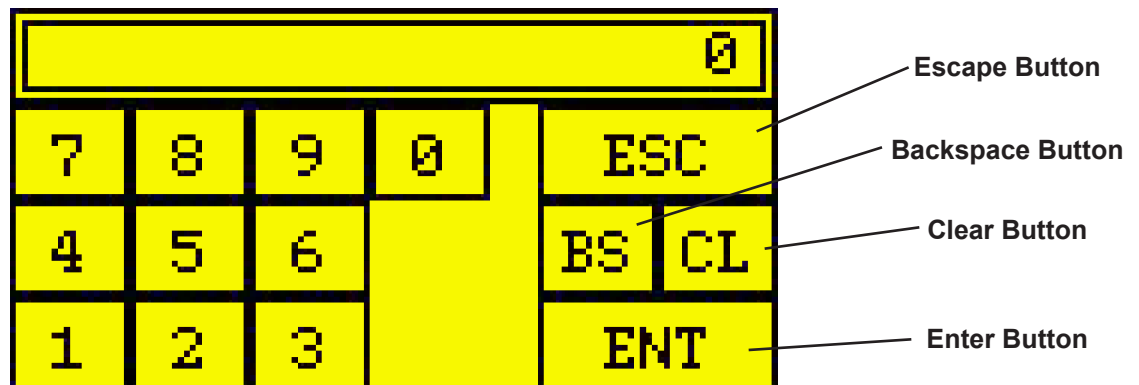 0
Escape Button
7 8 9 0 ESC
Backspace Button
4 5 6 BS CL
Clear Button
1 2 3 ENT
Enter Button